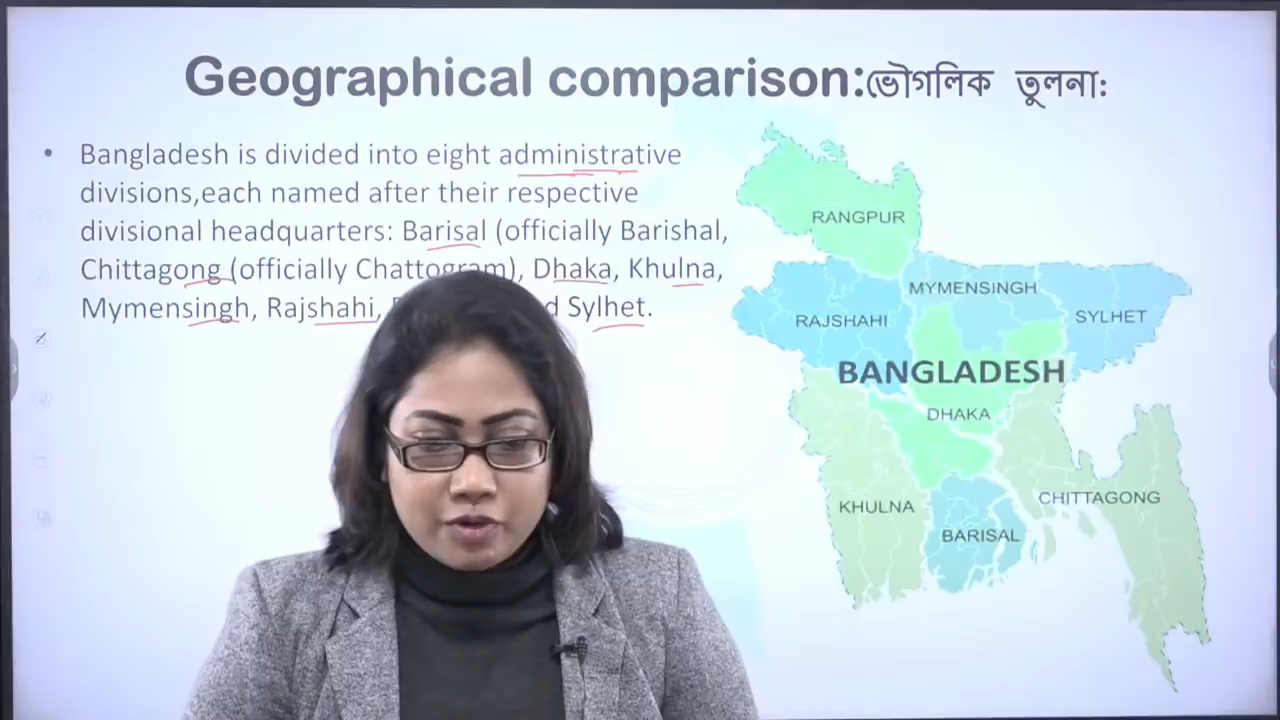 Geographical comparison:ভৌগলিক তুলনা:
• Bangladesh is divided into eight administrative
divisions,each named after their respective
divisional headquarters: Barisal (officially Barishal,
Chittagong (officially Chattogram), Dhaka, Khulna,
Mymensingh, Rajshahi, Sylhet.
RANGPUR
MYMENSINGH
RAJSHAHI
SYLHET
BANGLADESH
DHAKA
KHULNA
CHITTAGONG
BARISAL